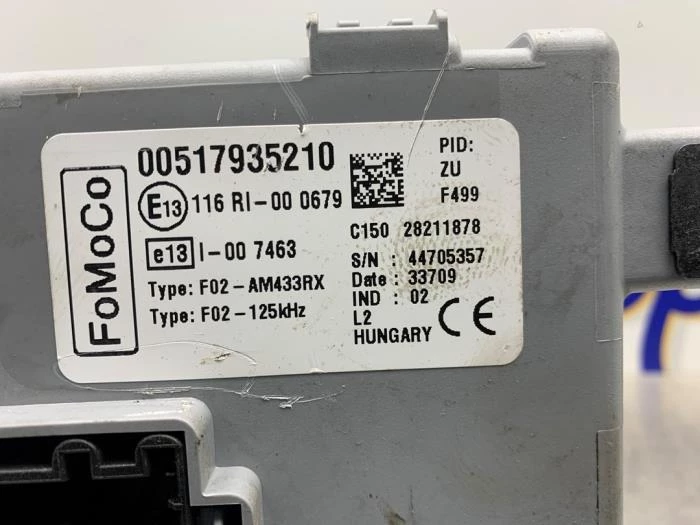 FoMoCo
00517935210
E13 116 RI-00 0679
e13 I-00 7463
Type: F02-AM433RX
Type: F02-125kHz
PID:
ZU
F499
C150 28211878
S/N : 44705357
Date : 33709
IND : 02
L2
HUNGARY
CE